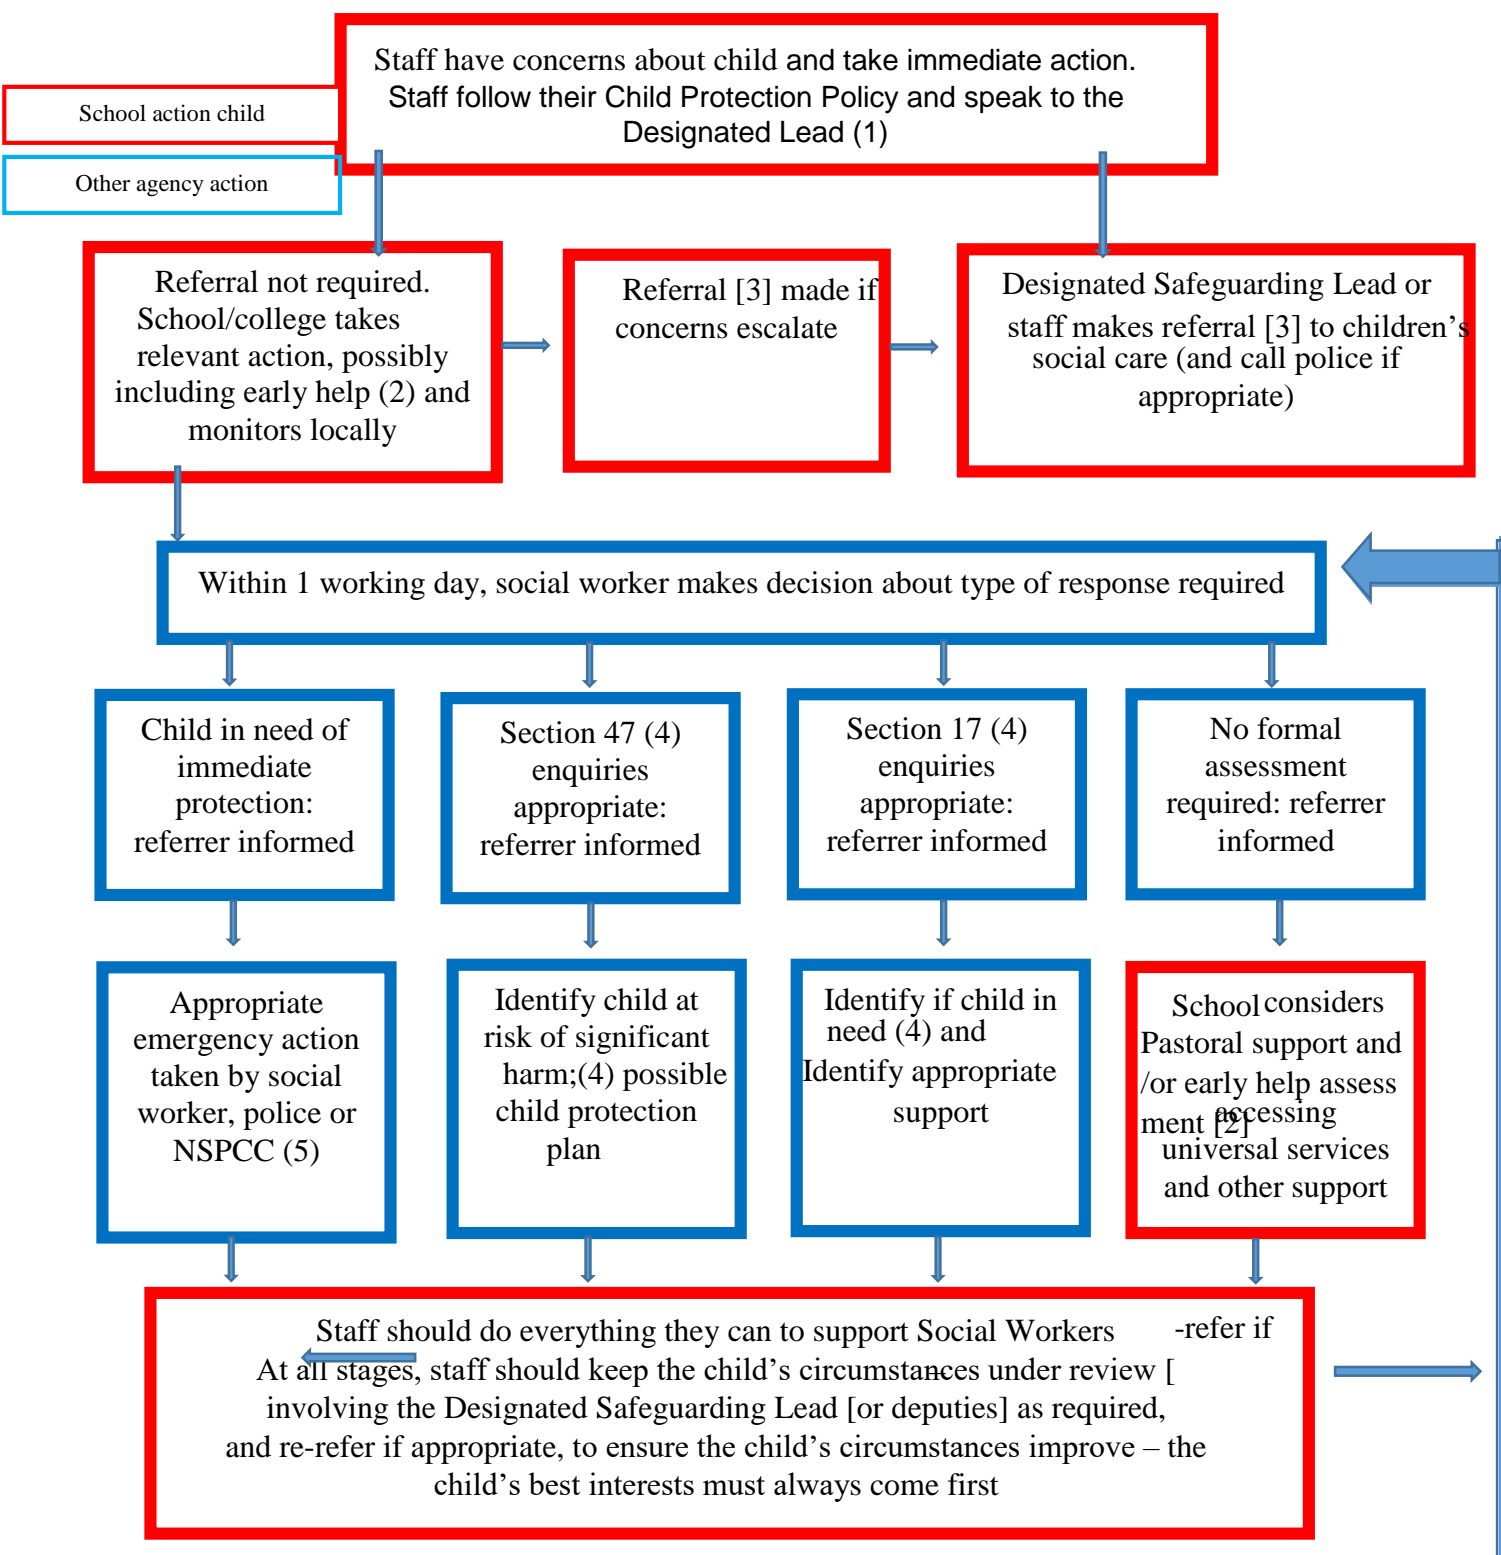 Staff have concerns about child and take immediate action.
Staff follow their Child Protection Policy and speak to the
Designated Lead (1)
School action child
Other agency action
Referral not required.
School/college takes
relevant action, possibly
including early help (2) and
monitors locally
Referral [3] made if
concerns escalate
Designated Safeguarding Lead or
staff makes referral [3] to children’s
social care (and call police if
appropriate)
Within 1 working day, social worker makes decision about type of response required
Child in need of
immediate
protection:
referrer informed
Section 47 (4)
enquiries
appropriate:
referrer informed
Section 17 (4)
enquiries
appropriate:
referrer informed
No formal
assessment
required: referrer
informed
Appropriate
emergency action
taken by social
worker, police or
NSPCC (5)
Identify child at
risk of significant
harm;(4) possible
child protection
plan
Identify if child in
need (4) and
Identify appropriate
support
School considers
Pastoral support and
/or early help assess
ment [2]
accessing
universal services
and other support
Staff should do everything they can to support Social Workers
-refer if
At all stages, staff should keep the child’s circumstances under review [
involving the Designated Safeguarding Lead [or deputies] as required,
and re-refer if appropriate, to ensure the child’s circumstances improve – the
child’s best interests must always come first